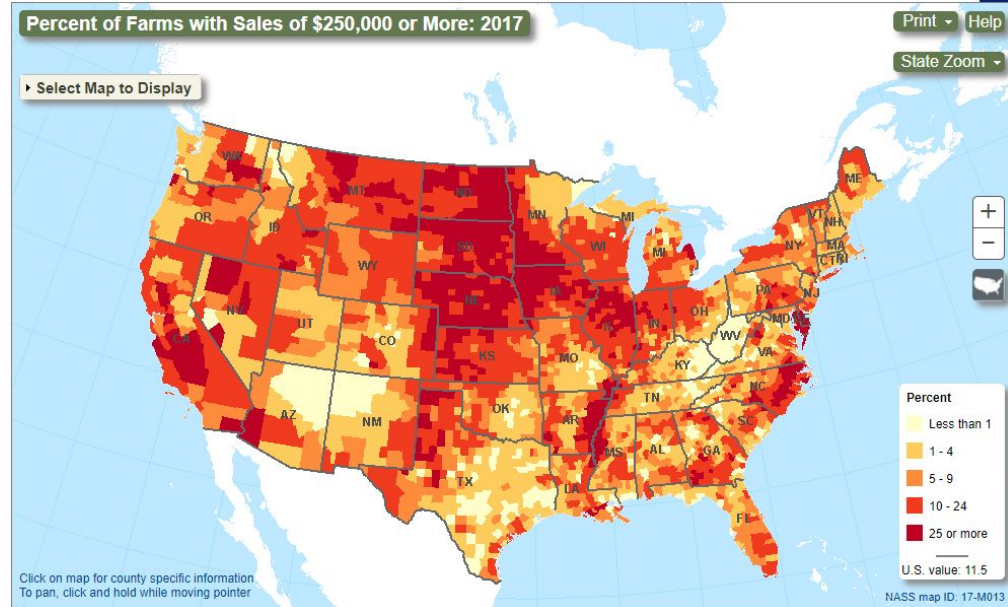 Percent of Farms with Sales of $250,000 or More: 2017
Print
Help
State Zoom
Select Map to Display
WA
MT
ND
MN
MI
ME
OR
ID
SD
WI
MI
VT
NH
NY
MA
CT
RI
WY
NE
IA
PA
NJ
NV
UT
CO
KS
MO
IL
IN
OH
WV
MD
DE
VA
KY
CA
AZ
NM
OK
AR
TN
NC
SC
TX
LA
MS
AL
GA
FL
+
−
Percent
Less than 1
1 - 4
5 - 9
10 - 24
25 or more
U.S. value: 11.5
Click on map for county specific information
To pan, click and hold while moving pointer
NASS map ID: 17-M013